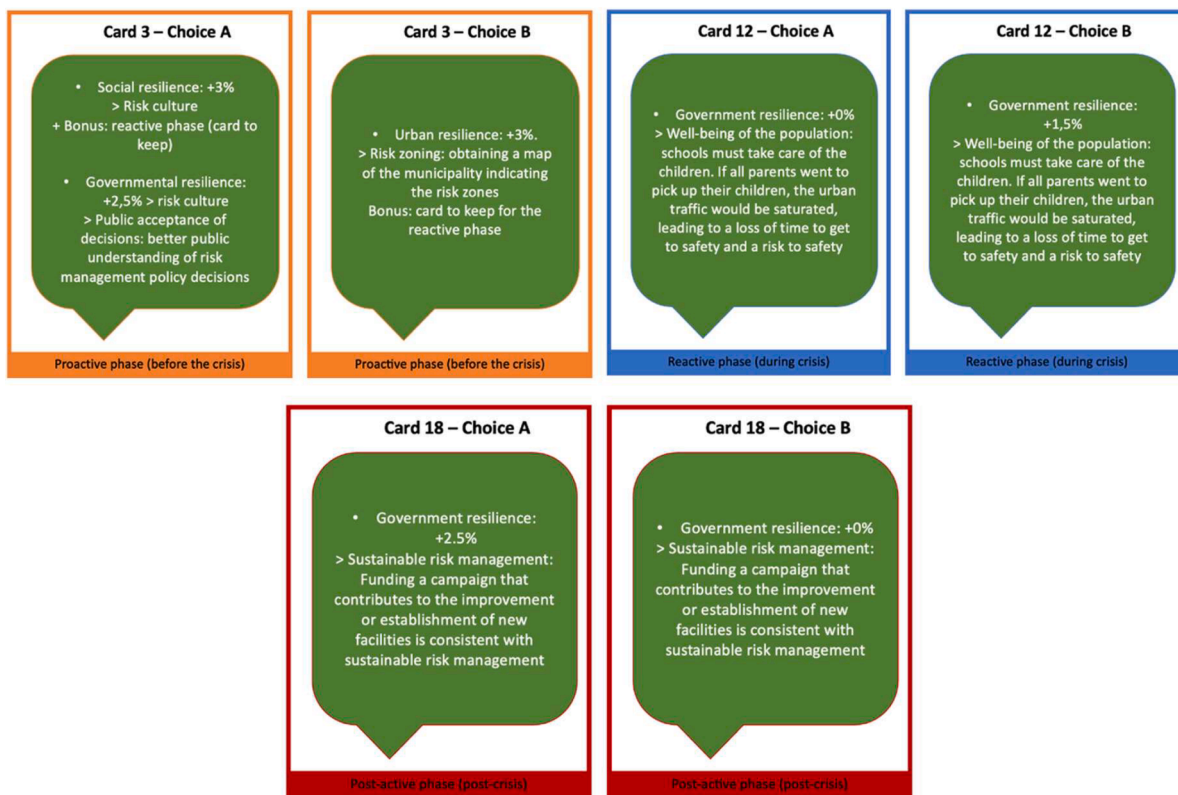 Card 3 – Choice A
• Social resilience: +3%
> Risk culture
+ Bonus: reactive phase (card to
keep)
• Governmental resilience:
+2,5% > risk culture
> Public acceptance of
decisions: better public
understanding of risk
management policy decisions
Proactive phase (before the crisis)
Card 3 – Choice B
• Urban resilience: +3%.
> Risk zoning: obtaining a map
of the municipality indicating
the risk zones
Bonus: card to keep for the
reactive phase
Proactive phase (before the crisis)
Card 12 – Choice A
• Government resilience: +0%
> Well-being of the population:
schools must take care of the
children. If all parents went to
pick up their children, the urban
traffic would be saturated,
leading to a loss of time to get
to safety and a risk to safety
Reactive phase (during crisis)
Card 12 – Choice B
• Government resilience:
+1,5%
> Well-being of the population:
schools must take care of the
children. If all parents went to
pick up their children, the urban
traffic would be saturated,
leading to a loss of time to get
to safety and a risk to safety
Reactive phase (during crisis)
Card 18 – Choice A
• Government resilience:
+2.5%
> Sustainable risk management:
Funding a campaign that
contributes to the improvement
or establishment of new
facilities is consistent with
sustainable risk management
Post-active phase (post-crisis)
Card 18 – Choice B
• Government resilience: +0%
> Sustainable risk management:
Funding a campaign that
contributes to the improvement
or establishment of new
facilities is consistent with
sustainable risk management
Post-active phase (post-crisis)